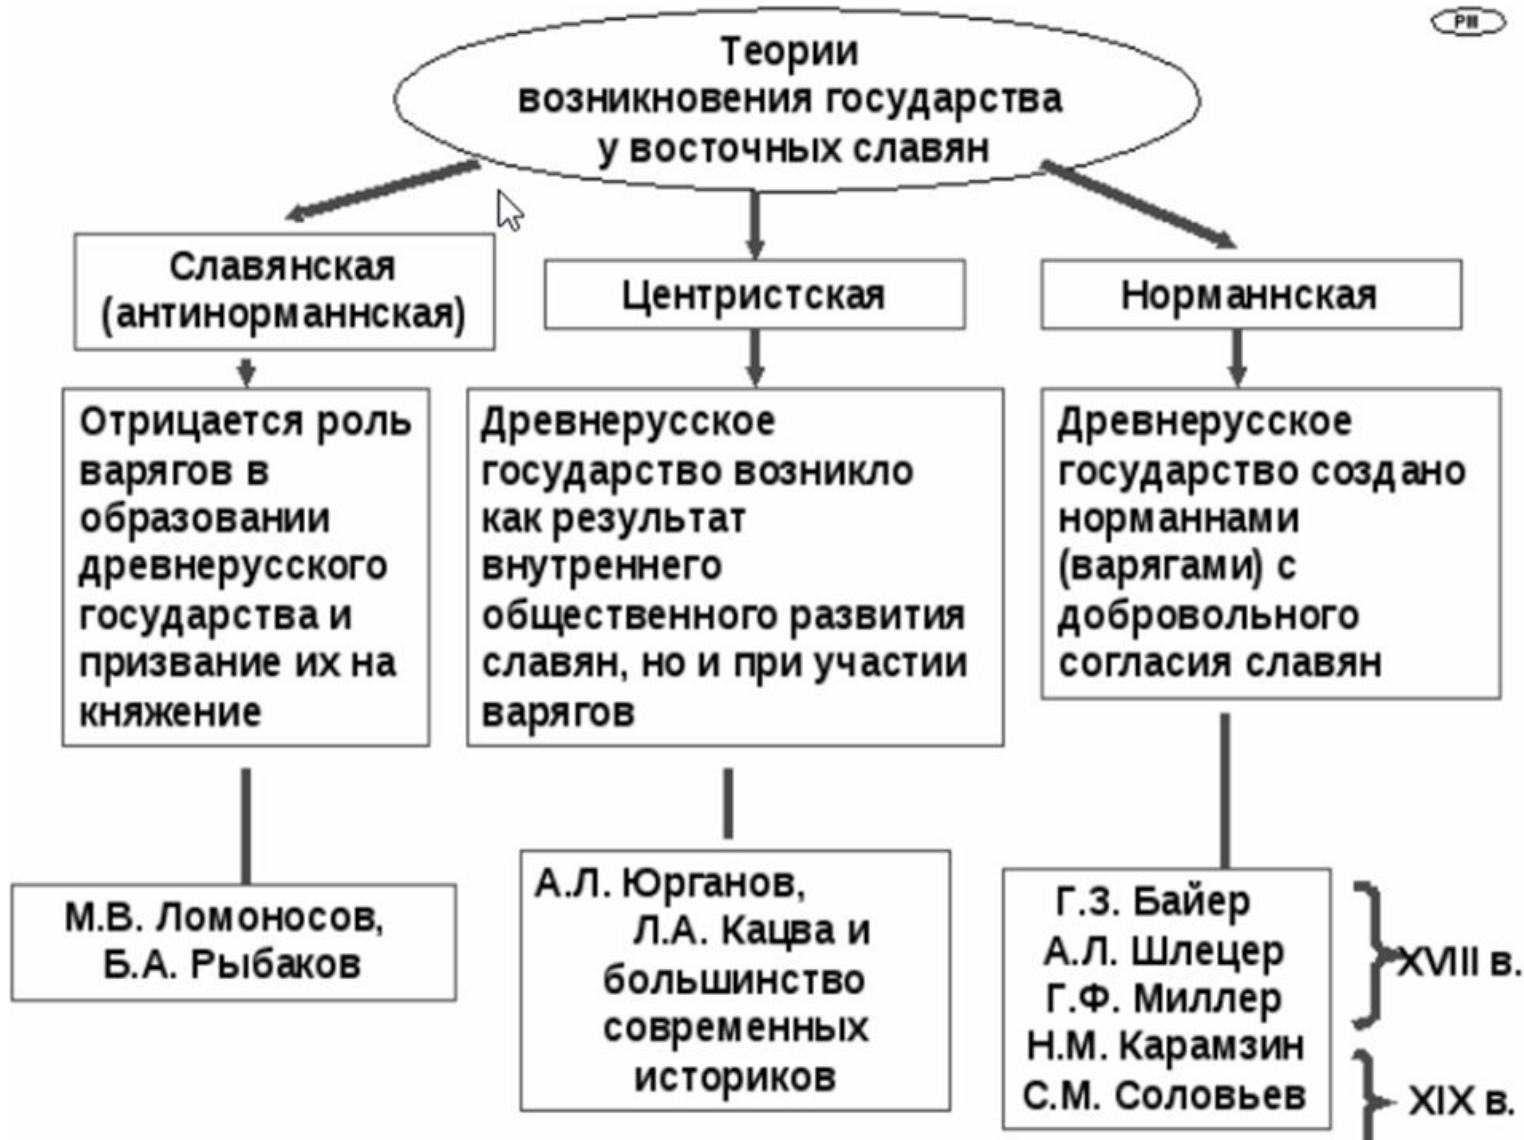 РШ
Теории
возникновения государства
у восточных славян
Славянская
(антинорманнская)
Центристская
Норманнская
Отрицается роль
варягов в
образовании
древнерусского
государства и
призвание их на
княжение
Древнерусское
государство возникло
как результат
внутреннего
общественного развития
славян, но и при участии
варягов
Древнерусское
государство создано
норманнами
(варягами) с
добровольного
согласия славян
М.В. Ломоносов,
Б.А. Рыбаков
А.Л. Юрганов,
Л.А. Кацва и
большинство
современных
историков
Г.З. Байер
А.Л. Шлецер
Г.Ф. Миллер
Н.М. Карамзин
С.М. Соловьев
XVIII в.
XIX в.